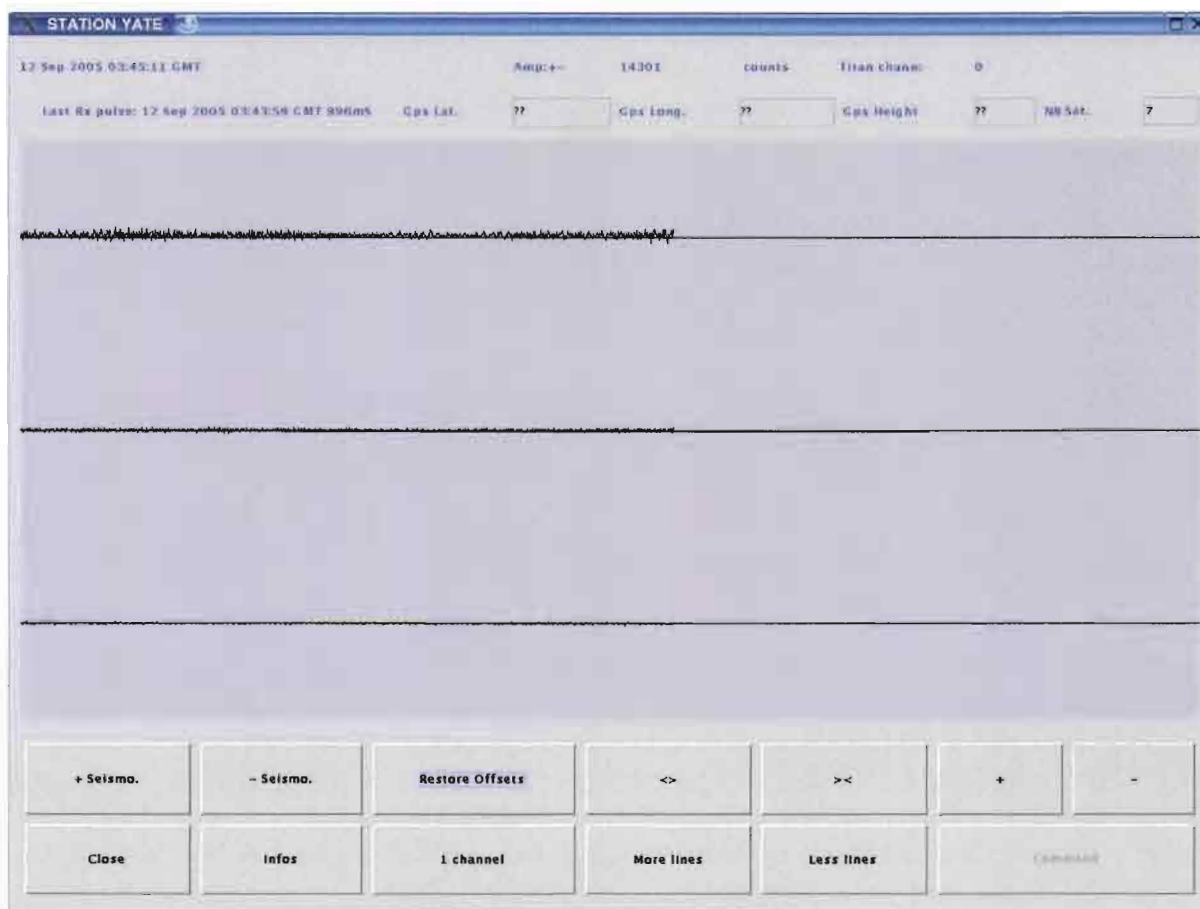 STATION YATE
12 Sep 2005 03:45:11 GMT Amp:+- 14301 counts Titan chann: 0
Last Rx pulse: 12 Sep 2005 03:43:58 GMT 996mS Gps Lat. ?? Gps Long. ?? Gps Height ?? NB Sat. 7
+ Seismo. - Seismo. Restore Offsets <> >< + -
Close Infos 1 channel More lines Less lines Command